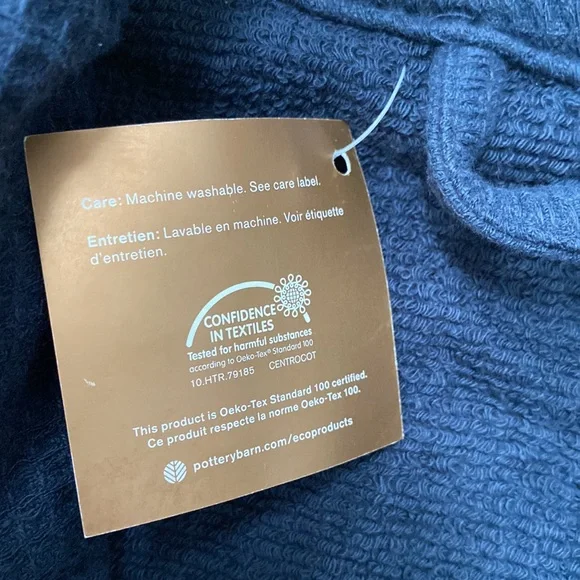 Care: Machine washable. See care label.
Entretien: Lavable en machine. Voir étiquette
d'entretien.
CONFIDENCE
IN TEXTILES
Tested for harmful substances
according to Oeko-Tex® Standard 100
10.HTR.79185 CENTROCOT
This product is Oeko-Tex Standard 100 certified.
Ce produit respecte la norme Oeko-Tex 100.
potterybarn.com/ecoproducts